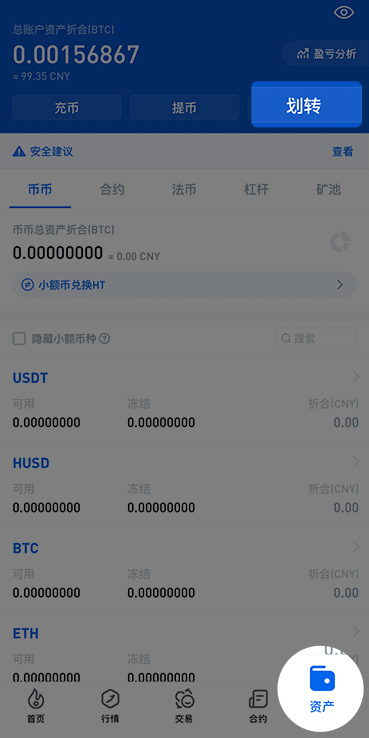 总账户资产折合(BTC)
0.00156867
≈ 99.35 CNY
盈亏分析
充币 提币 划转
安全建议 查看
币币 合约 法币 杠杆 矿池
币币总资产折合(BTC)
0.00000000 ≈ 0.00 CNY
小额币兑换HT
隐藏小额币种 搜索
USDT
可用 冻结 折合(CNY)
0.00000000 0.00000000 0.00
HUSD
可用 冻结 折合(CNY)
0.00000000 0.00000000 0.00
BTC
可用 冻结 折合(CNY)
0.00000000 0.00000000 0.00
ETH
可用 冻结
0.00000000 0.00000000
首页 行情 交易 合约 资产